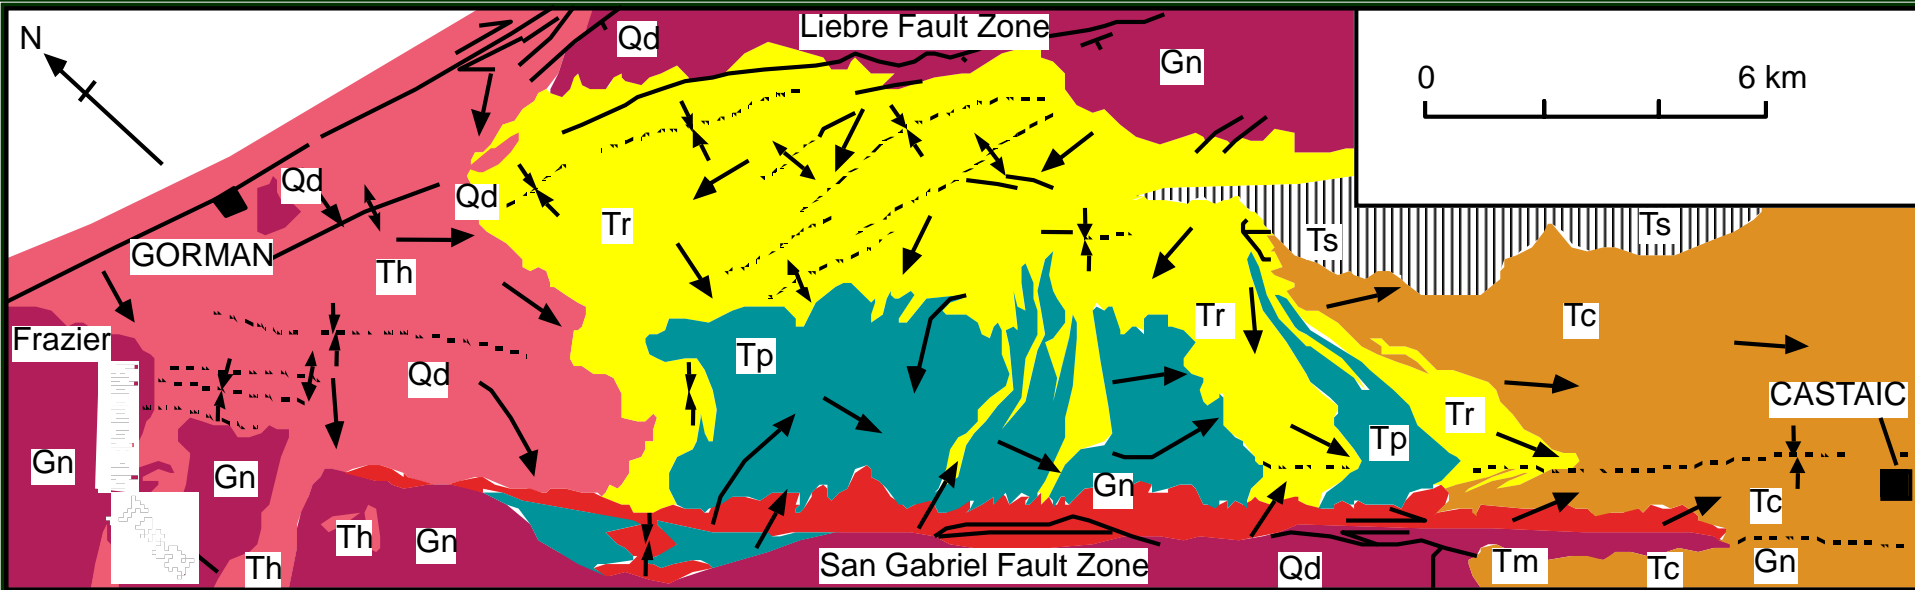 N
Qd
Liebre Fault Zone
Gn
0
6 km
Qd
Qd
Tr
Ts
Ts
GORMAN
Th
Frazier
Tr
Tc
Tp
Qd
CASTAIC
Tr
Tp
Gn
Gn
Gn
Tc
Th
Gn
Th
San Gabriel Fault Zone
Qd
Tm
Tc
Gn